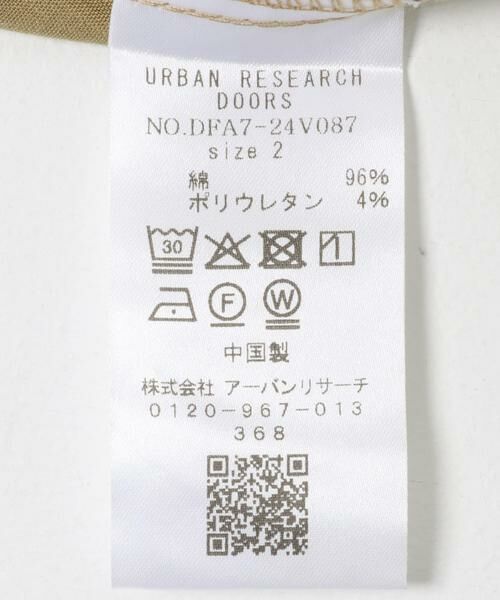 URBAN RESEARCH
DOORS
NO.DFA7-24V087
size 2
綿 96%
ポリウレタン 4%
30
F W
中国製
株式会社 アーバンリサーチ
0120-967-013
368